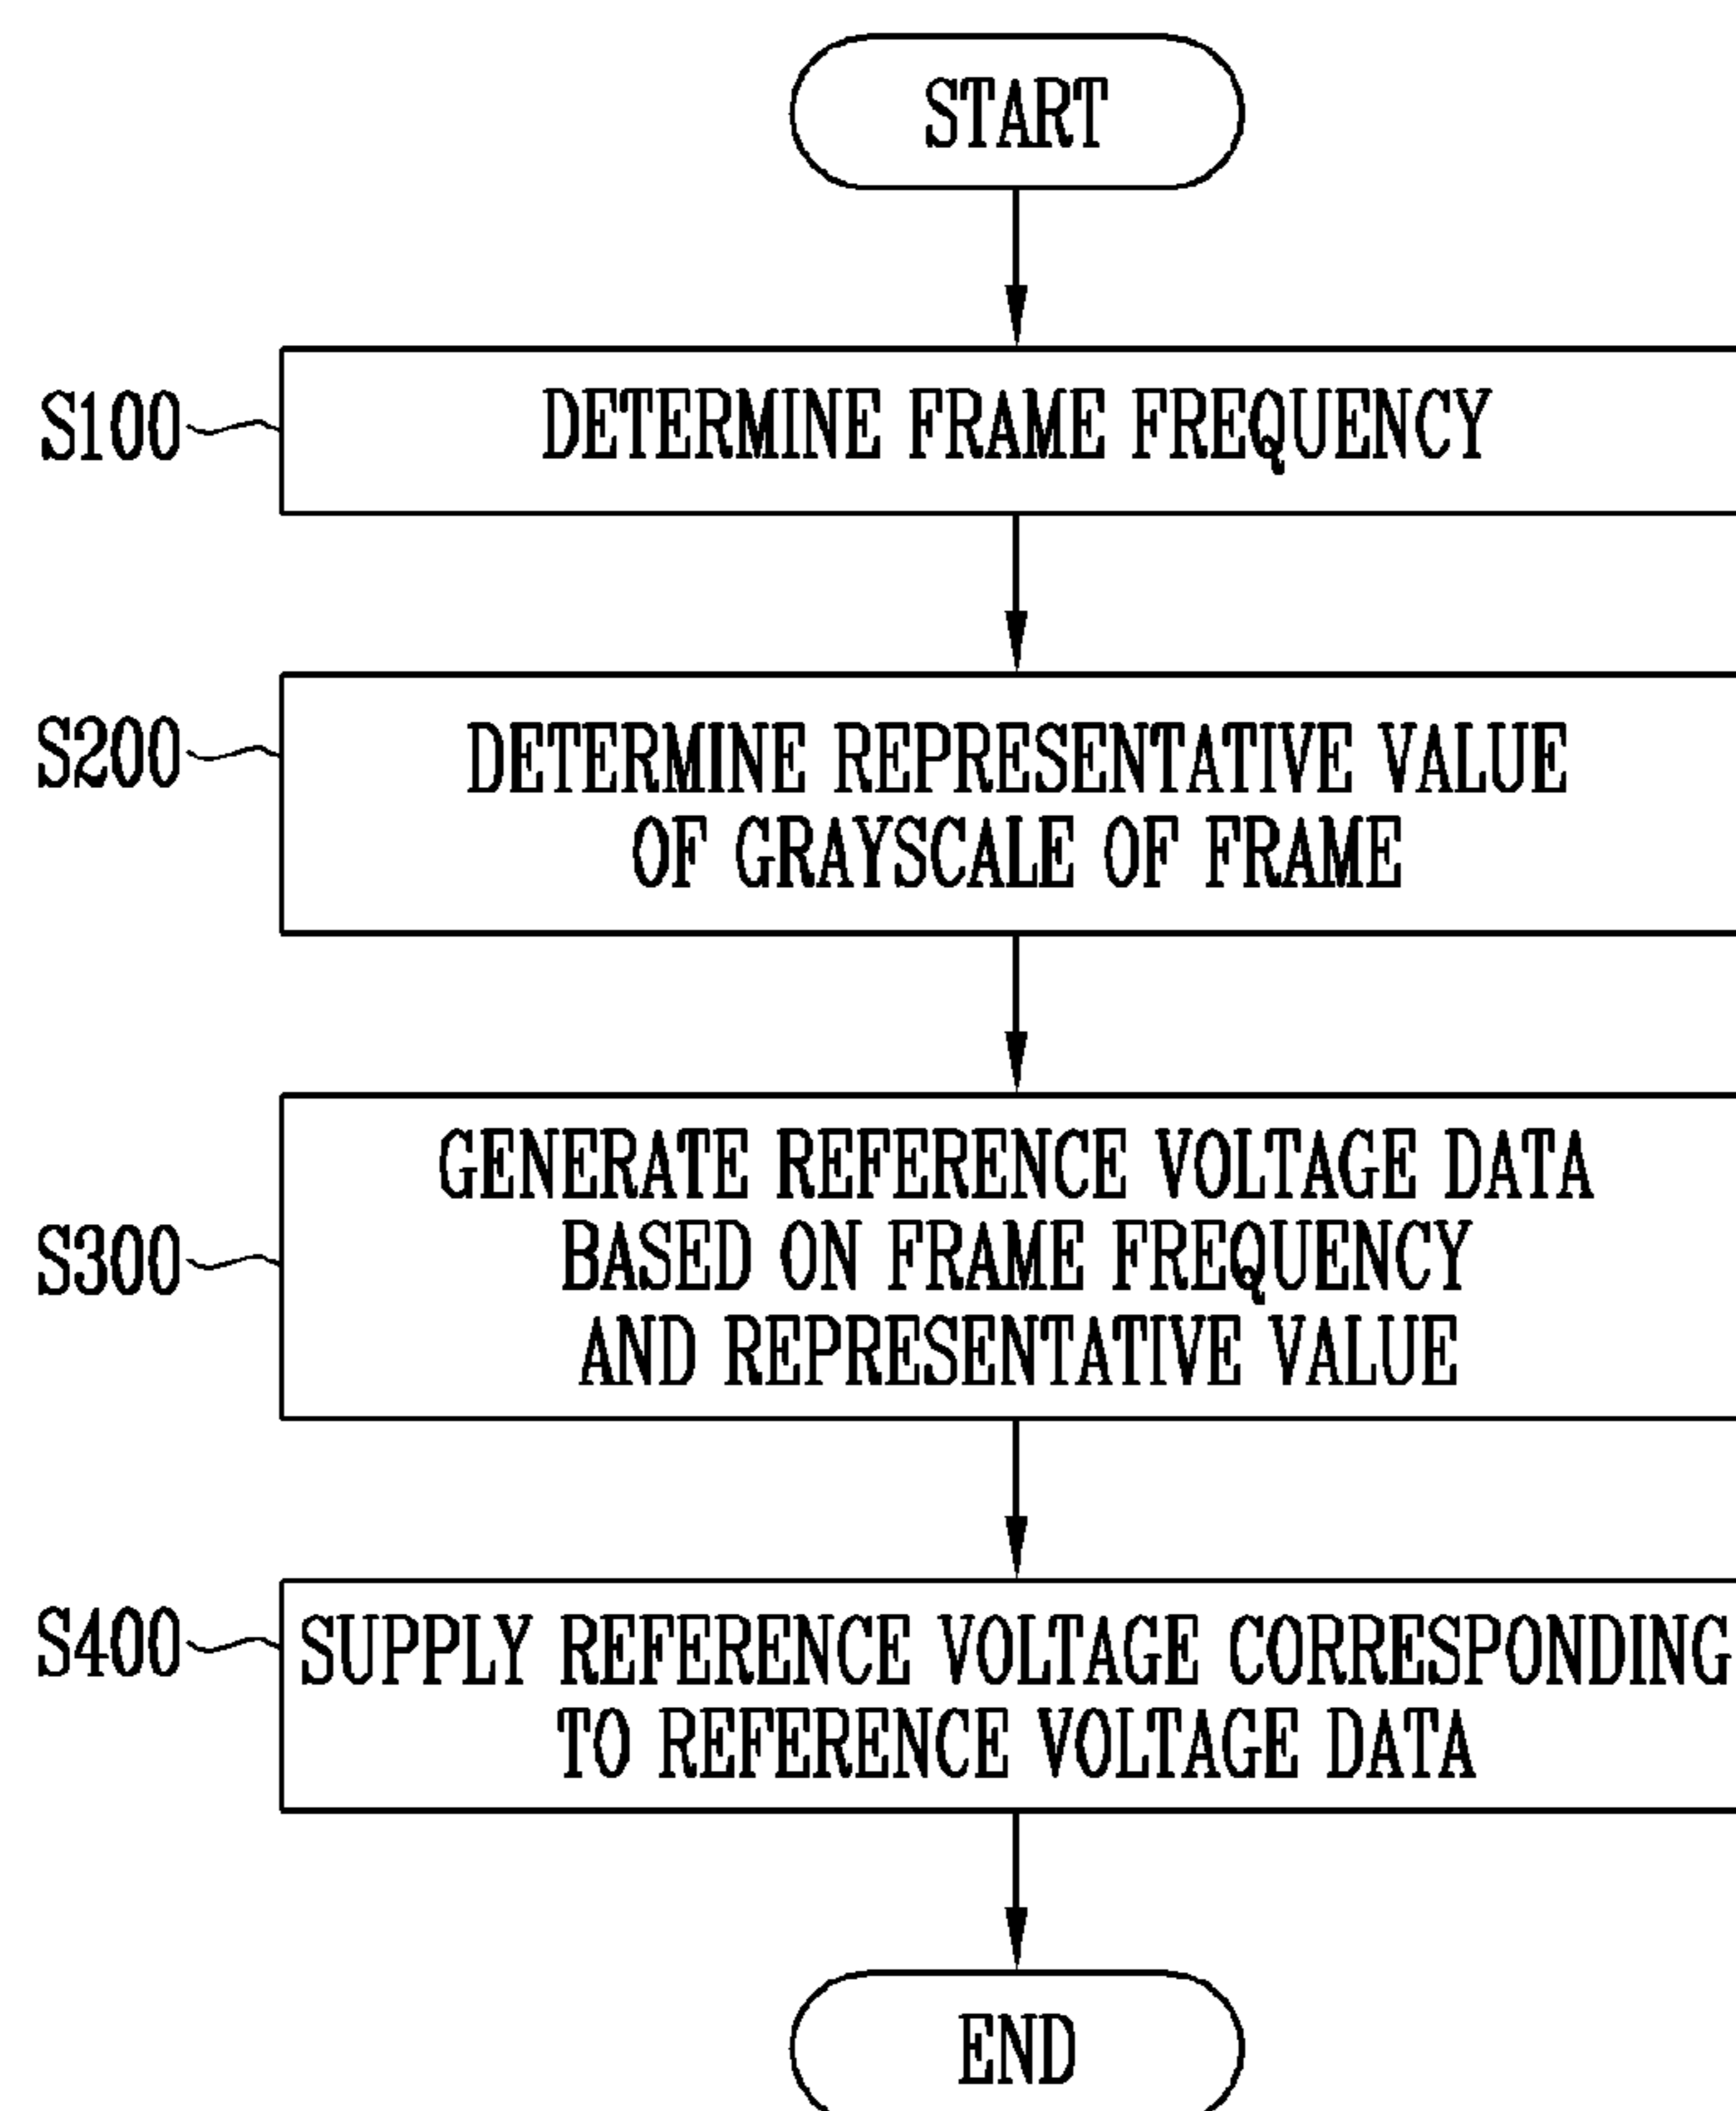 START
S100
DETERMINE FRAME FREQUENCY
S200
DETERMINE REPRESENTATIVE VALUE
OF GRAYSCALE OF FRAME
S300
GENERATE REFERENCE VOLTAGE DATA
BASED ON FRAME FREQUENCY
AND REPRESENTATIVE VALUE
S400
SUPPLY REFERENCE VOLTAGE CORRESPONDING
TO REFERENCE VOLTAGE DATA
END